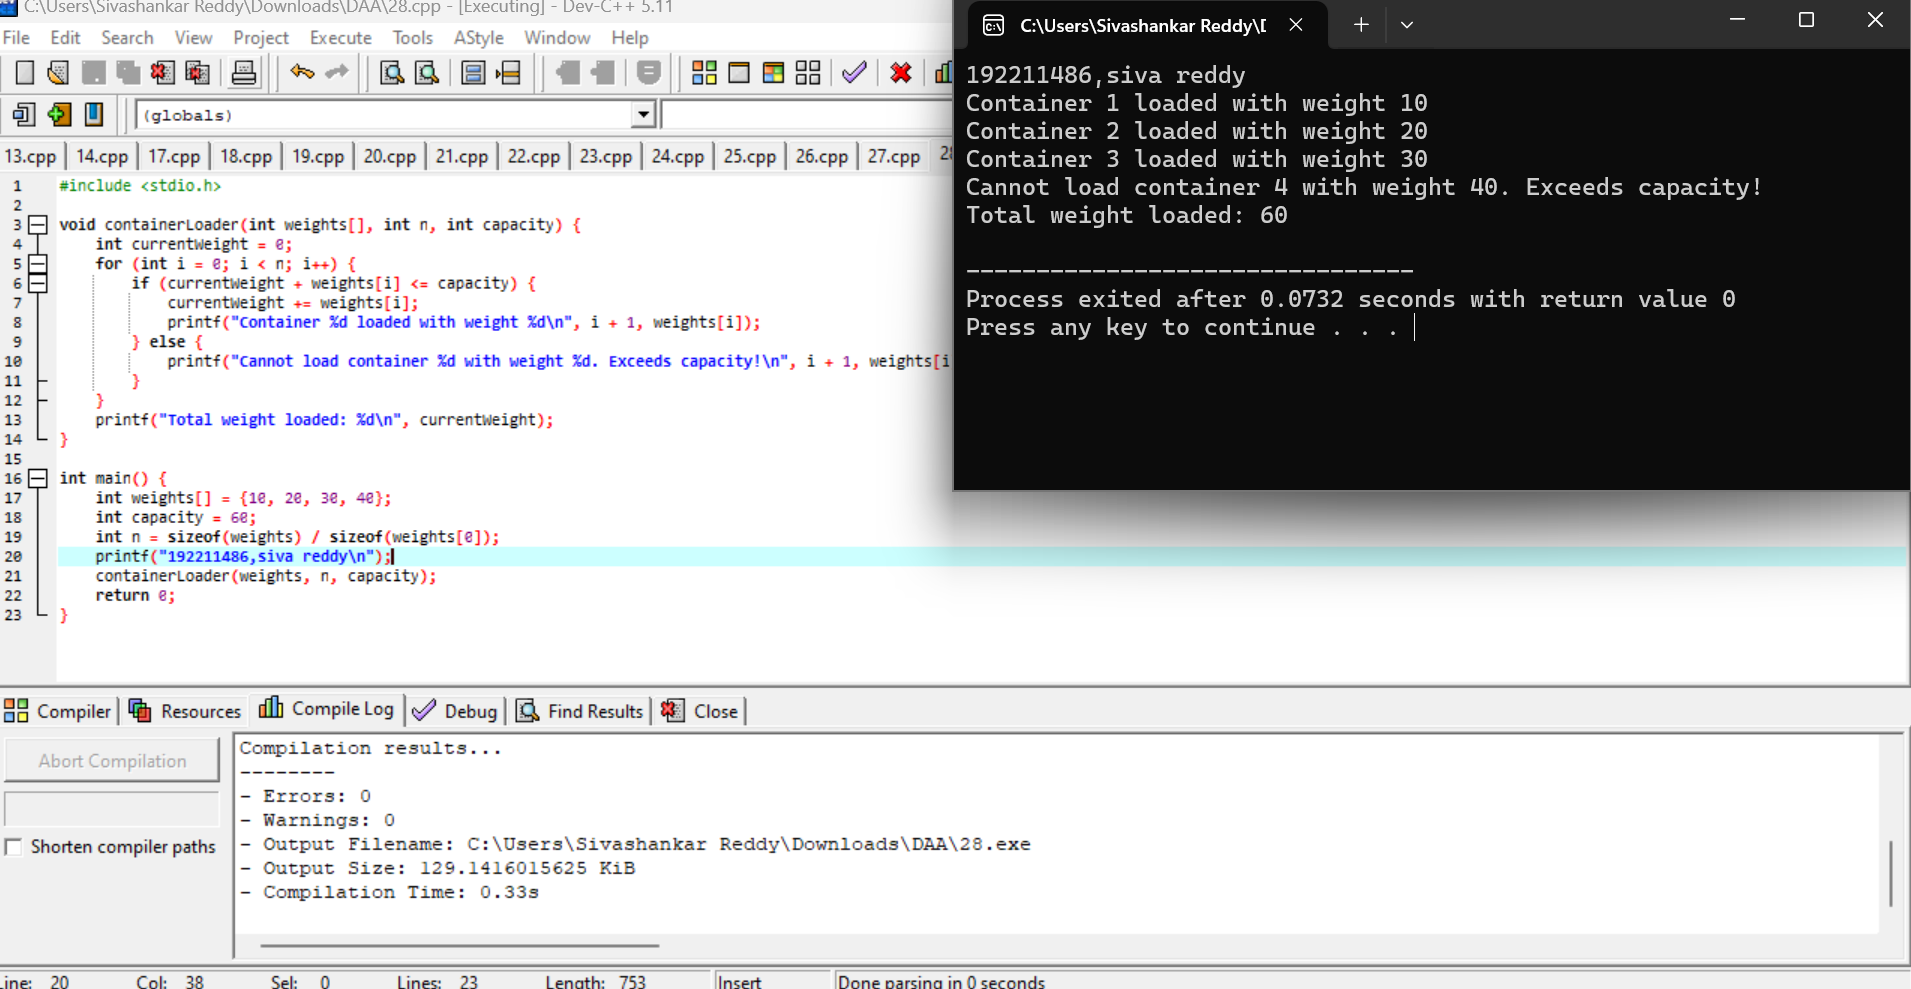 C:\Users\Sivashankar Reddy\Downloads\DAA\28.cpp - [Executing] - Dev-C++ 5.11
File Edit Search View Project Execute Tools AStyle Window Help
(globals)
13.cpp 14.cpp 17.cpp 18.cpp 19.cpp 20.cpp 21.cpp 22.cpp 23.cpp 24.cpp 25.cpp 26.cpp 27.cpp
1 #include <stdio.h>
2
3 void containerLoader(int weights[], int n, int capacity) {
4 int currentWeight = 0;
5 for (int i = 0; i < n; i++) {
6 if (currentWeight + weights[i] <= capacity) {
7 currentWeight += weights[i];
8 printf("Container %d loaded with weight %d\n", i + 1, weights[i]);
9 } else {
10 printf("Cannot load container %d with weight %d. Exceeds capacity!\n", i + 1, weights[i
11 }
12 }
13 printf("Total weight loaded: %d\n", currentWeight);
14 }
15
16 int main() {
17 int weights[] = {10, 20, 30, 40};
18 int capacity = 60;
19 int n = sizeof(weights) / sizeof(weights[0]);
20 printf("192211486,siva reddy\n");
21 containerLoader(weights, n, capacity);
22 return 0;
23 }
C:\Users\Sivashankar Reddy\D
192211486,siva reddy
Container 1 loaded with weight 10
Container 2 loaded with weight 20
Container 3 loaded with weight 30
Cannot load container 4 with weight 40. Exceeds capacity!
Total weight loaded: 60
--------------------------------
Process exited after 0.0732 seconds with return value 0
Press any key to continue . . .
Compiler Resources Compile Log Debug Find Results Close
Abort Compilation
Shorten compiler paths
Compilation results...
--------
- Errors: 0
- Warnings: 0
- Output Filename: C:\Users\Sivashankar Reddy\Downloads\DAA\28.exe
- Output Size: 129.1416015625 KiB
- Compilation Time: 0.33s
Line: 20 Col: 38 Sel: 0 Lines: 23 Length: 753 Insert Done parsing in 0 seconds